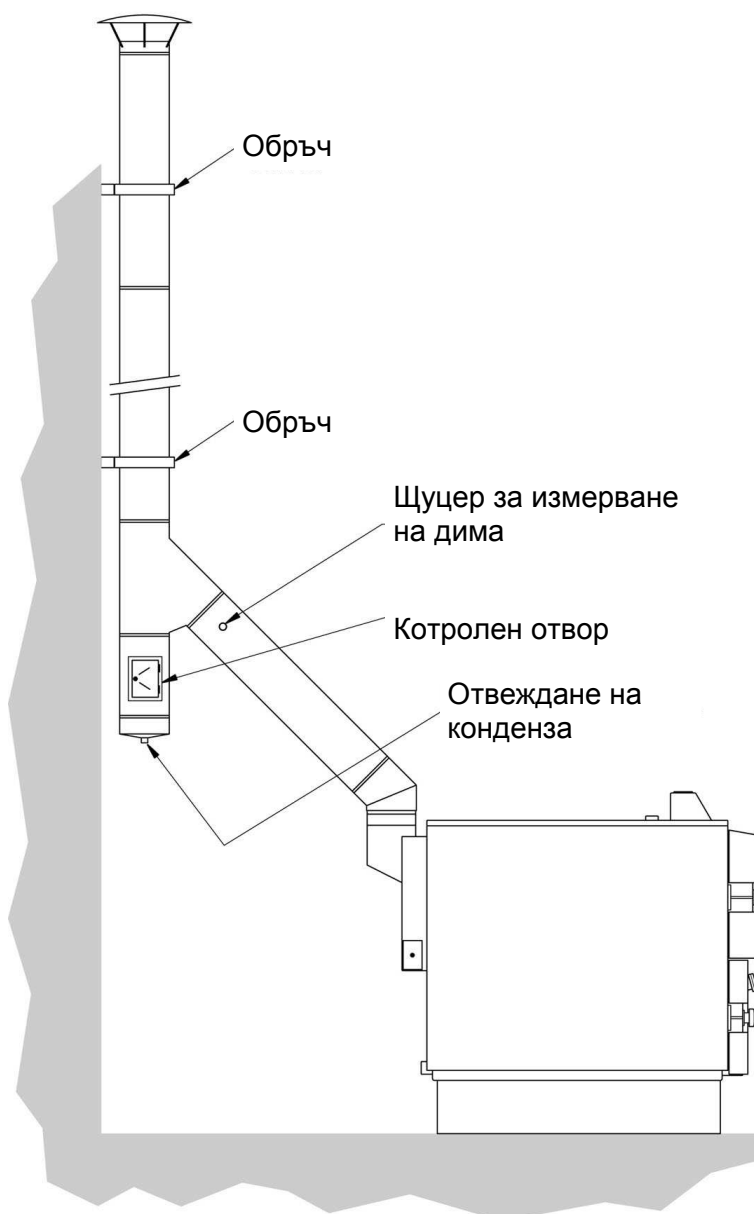 Обръч
Обръч
Щуцер за измерване
на дима
Котролен отвор
Отвеждане на
конденза